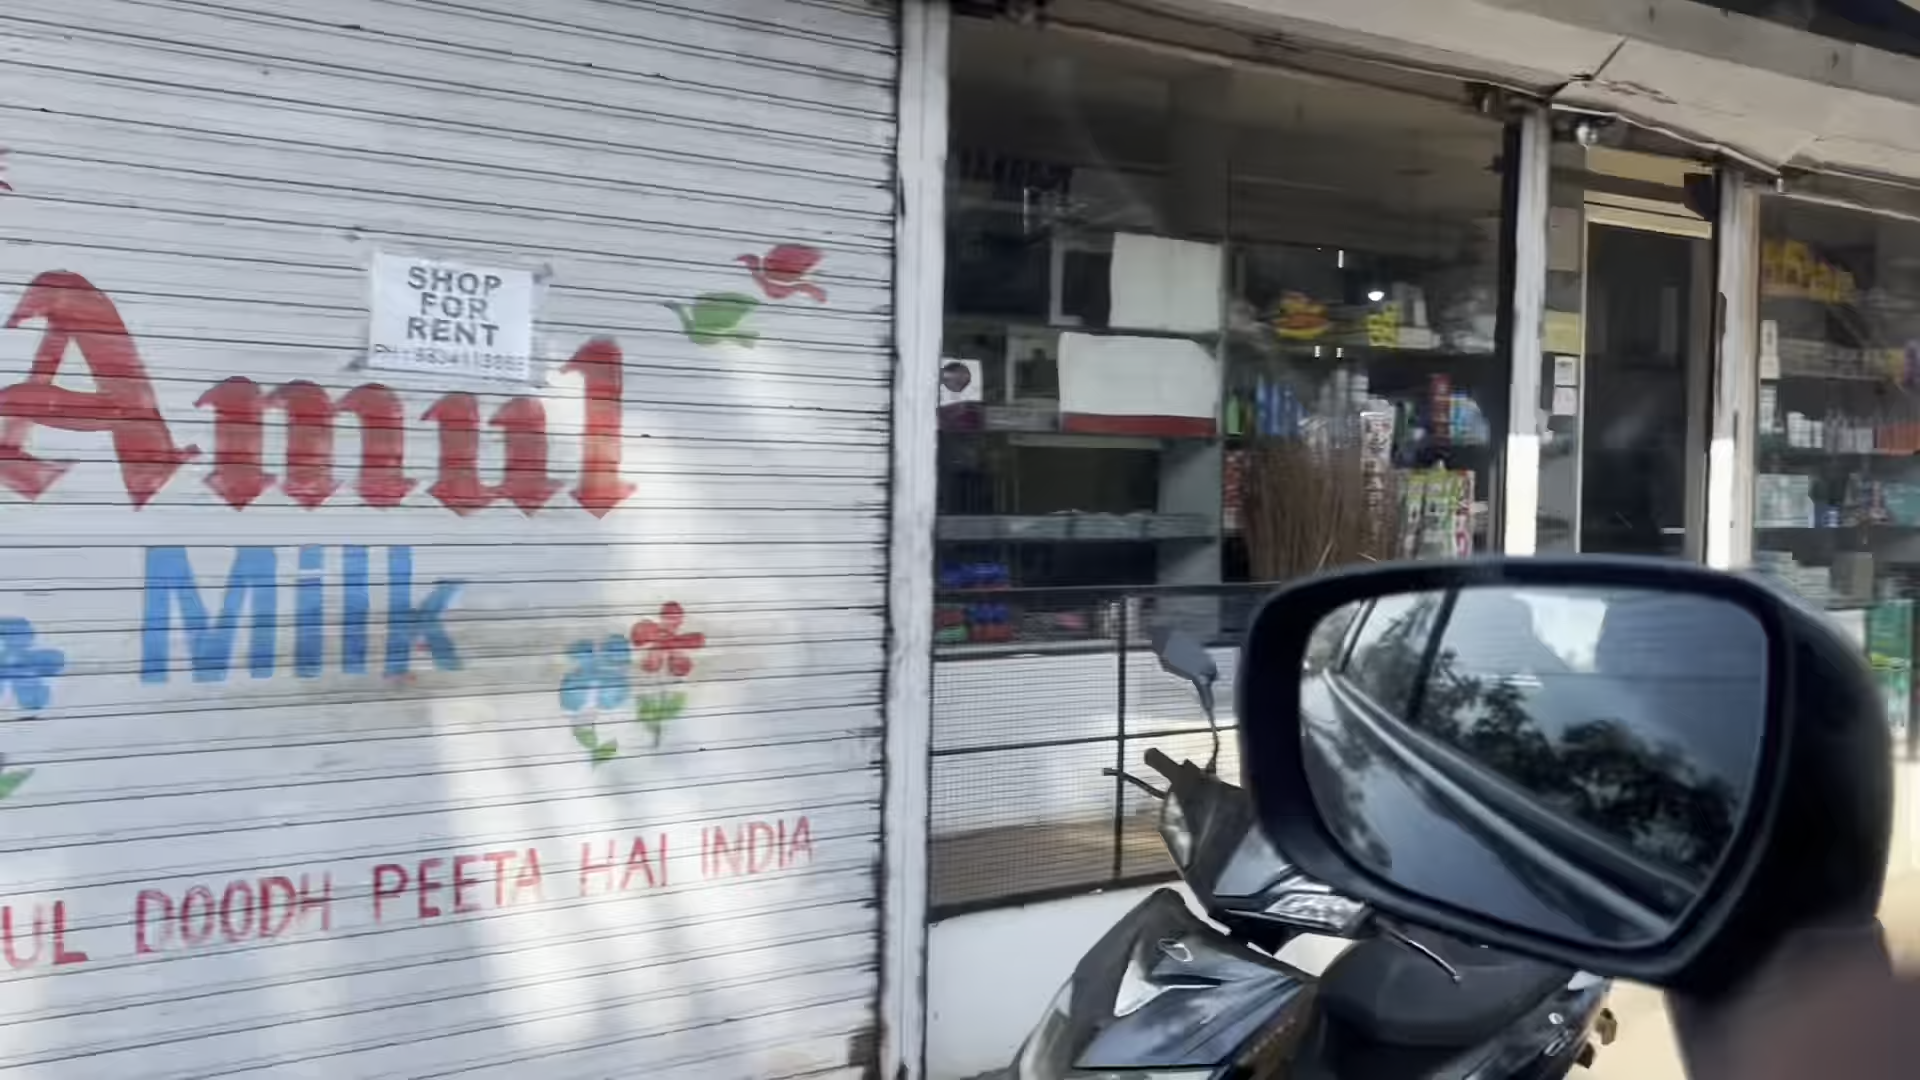 SHOP
FOR
RENT
Amul
Milk
UL DOODH PEETA HAI INDIA